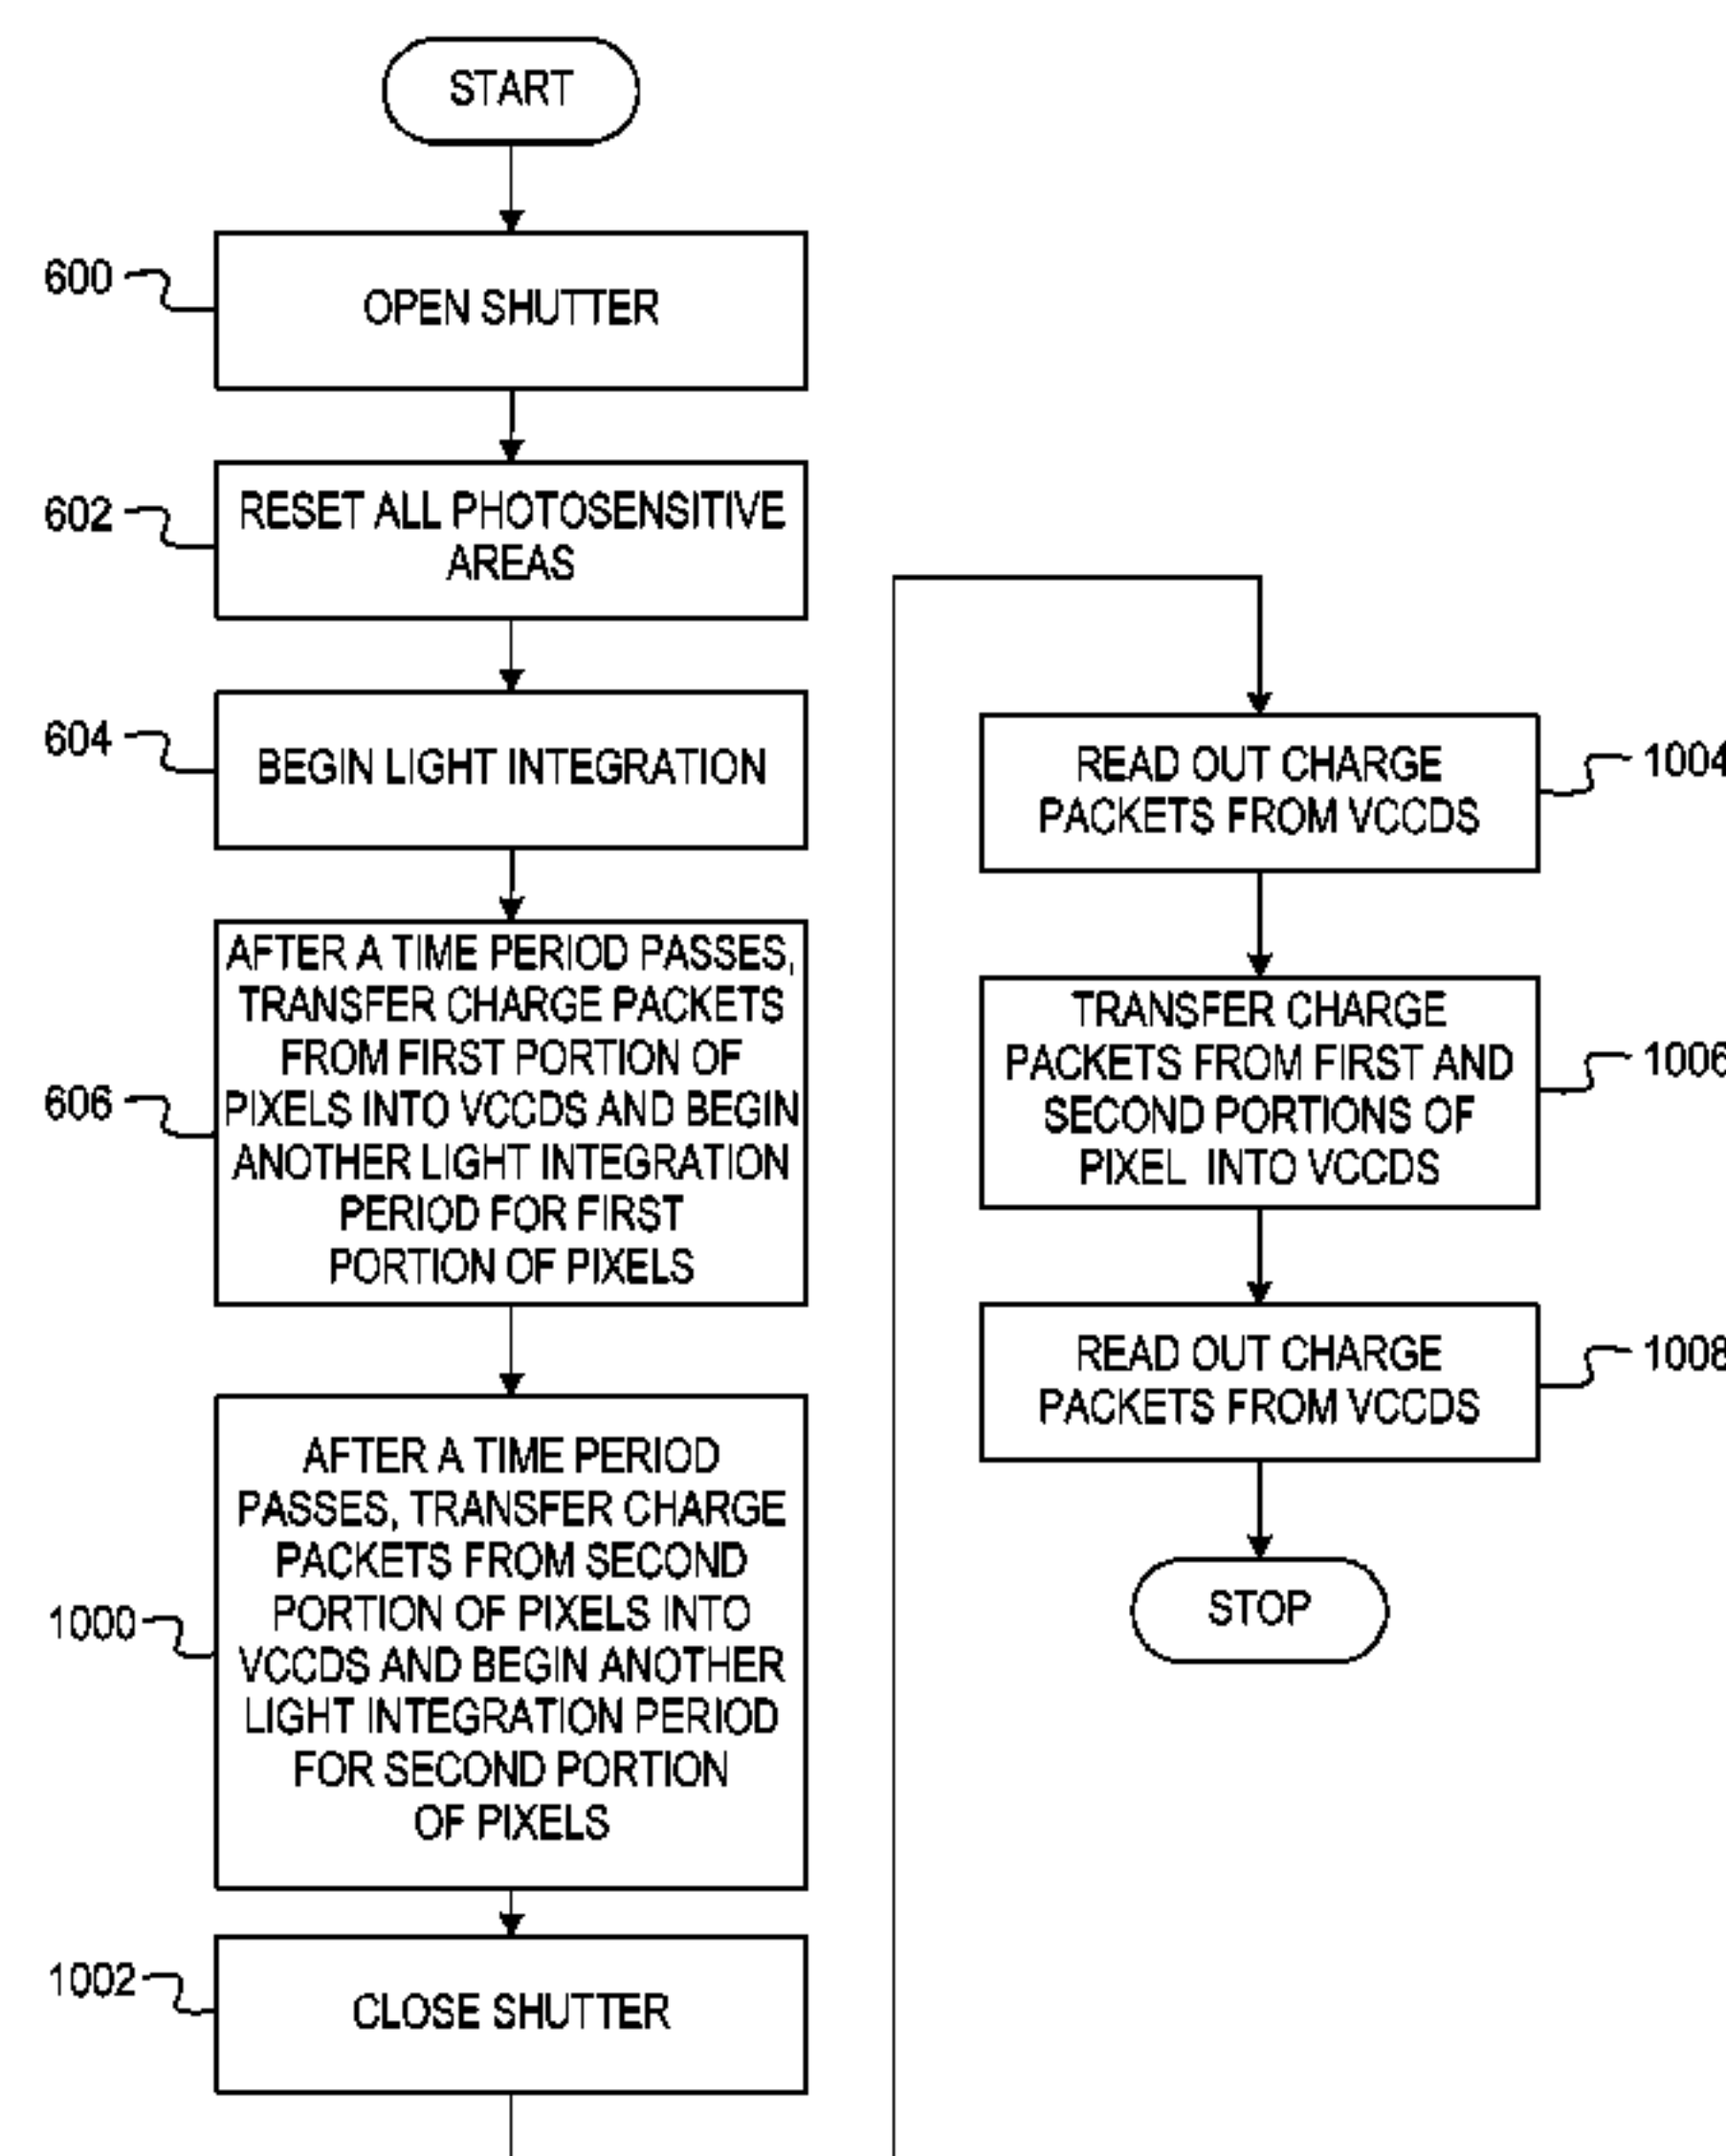 START
600
OPEN SHUTTER
602
RESET ALL PHOTOSENSITIVE
AREAS
604
BEGIN LIGHT INTEGRATION
606
AFTER A TIME PERIOD PASSES,
TRANSFER CHARGE PACKETS
FROM FIRST PORTION OF
PIXELS INTO VCCDS AND BEGIN
ANOTHER LIGHT INTEGRATION
PERIOD FOR FIRST
PORTION OF PIXELS
1000
AFTER A TIME PERIOD
PASSES, TRANSFER CHARGE
PACKETS FROM SECOND
PORTION OF PIXELS INTO
VCCDS AND BEGIN ANOTHER
LIGHT INTEGRATION PERIOD
FOR SECOND PORTION
OF PIXELS
1002
CLOSE SHUTTER
READ OUT CHARGE
PACKETS FROM VCCDS
1004
TRANSFER CHARGE
PACKETS FROM FIRST AND
SECOND PORTIONS OF
PIXEL INTO VCCDS
1006
READ OUT CHARGE
PACKETS FROM VCCDS
1008
STOP